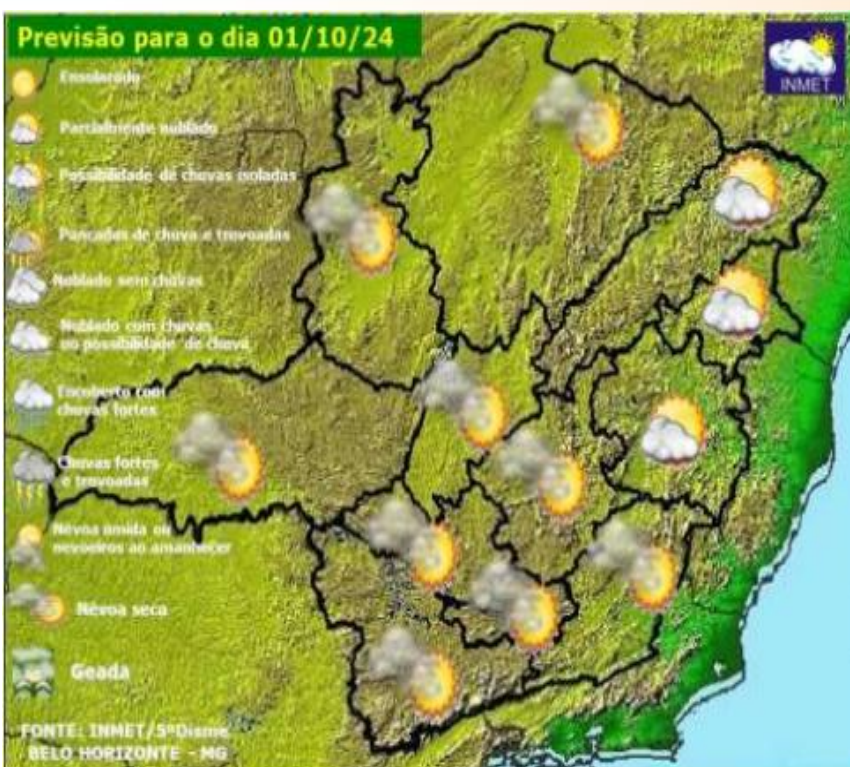 Previsão para o dia 01/10/24
INMET
Ensolarado
Parcialmente nublado
Possibilidade de chuvas isoladas
Pancadas de chuva e trovoadas
Nublado sem chuvas
Nublado com chuvas
ou possibilidade de chuva
Encoberto com
chuvas fortes
Chuvas fortes
e trovoadas
Névoa úmida ou
nevoeiros ao amanhecer
Névoa seca
Geada
FONTE: INMET/5ºDisme
BELO HORIZONTE - MG